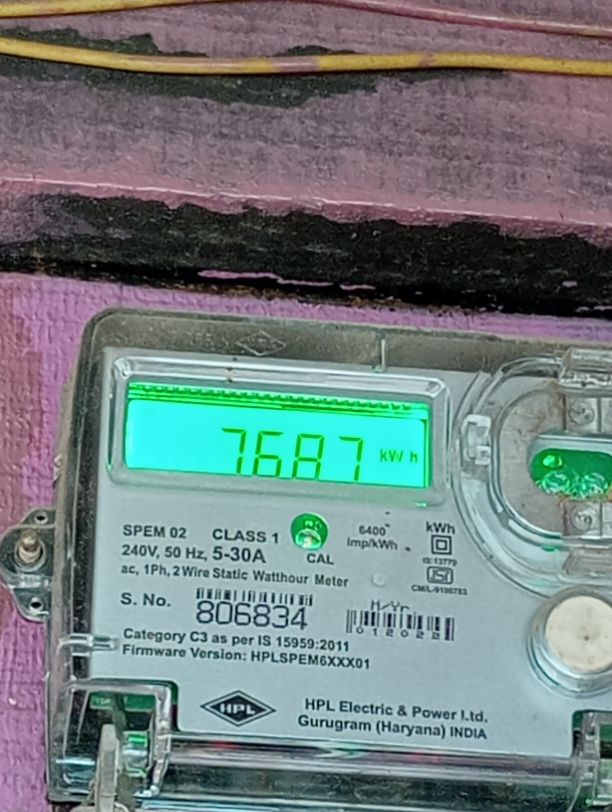 7687 kWh
SPEM 02 CLASS 1
240V, 50 Hz, 5-30A
CAL
6400
imp/kWh
kWh
IS:13779
ac, 1Ph, 2 Wire Static Watthour Meter
S. No.
806834
M/Yr.
012022
Category C3 as per IS 15959:2011
Firmware Version: HPLSPEM6XXX01
HPL
HPL Electric & Power Ltd.
Gurugram (Haryana) INDIA